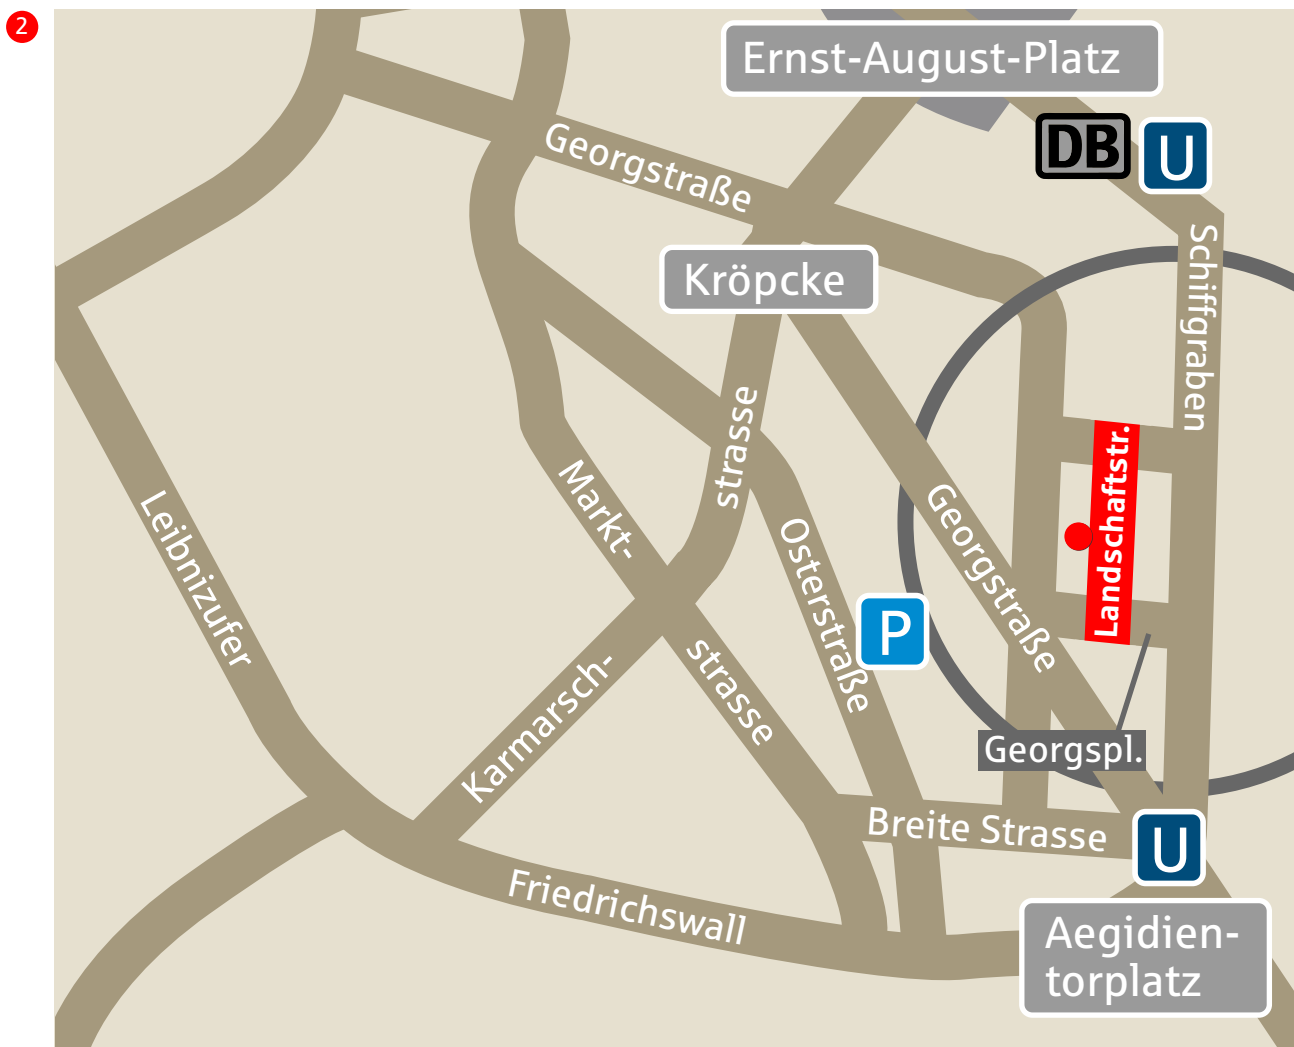 2
Ernst-August-Platz
DB
U
Georgstraße
Schiffgraben
Kröpcke
strasse
Landschaftstr.
Markt-
Georgstraße
Leibnizufer
Osterstraße
P
strasse
Karmarsch-
Georgspl.
Breite Strasse
U
Friedrichswall
Aegidien-
torplatz